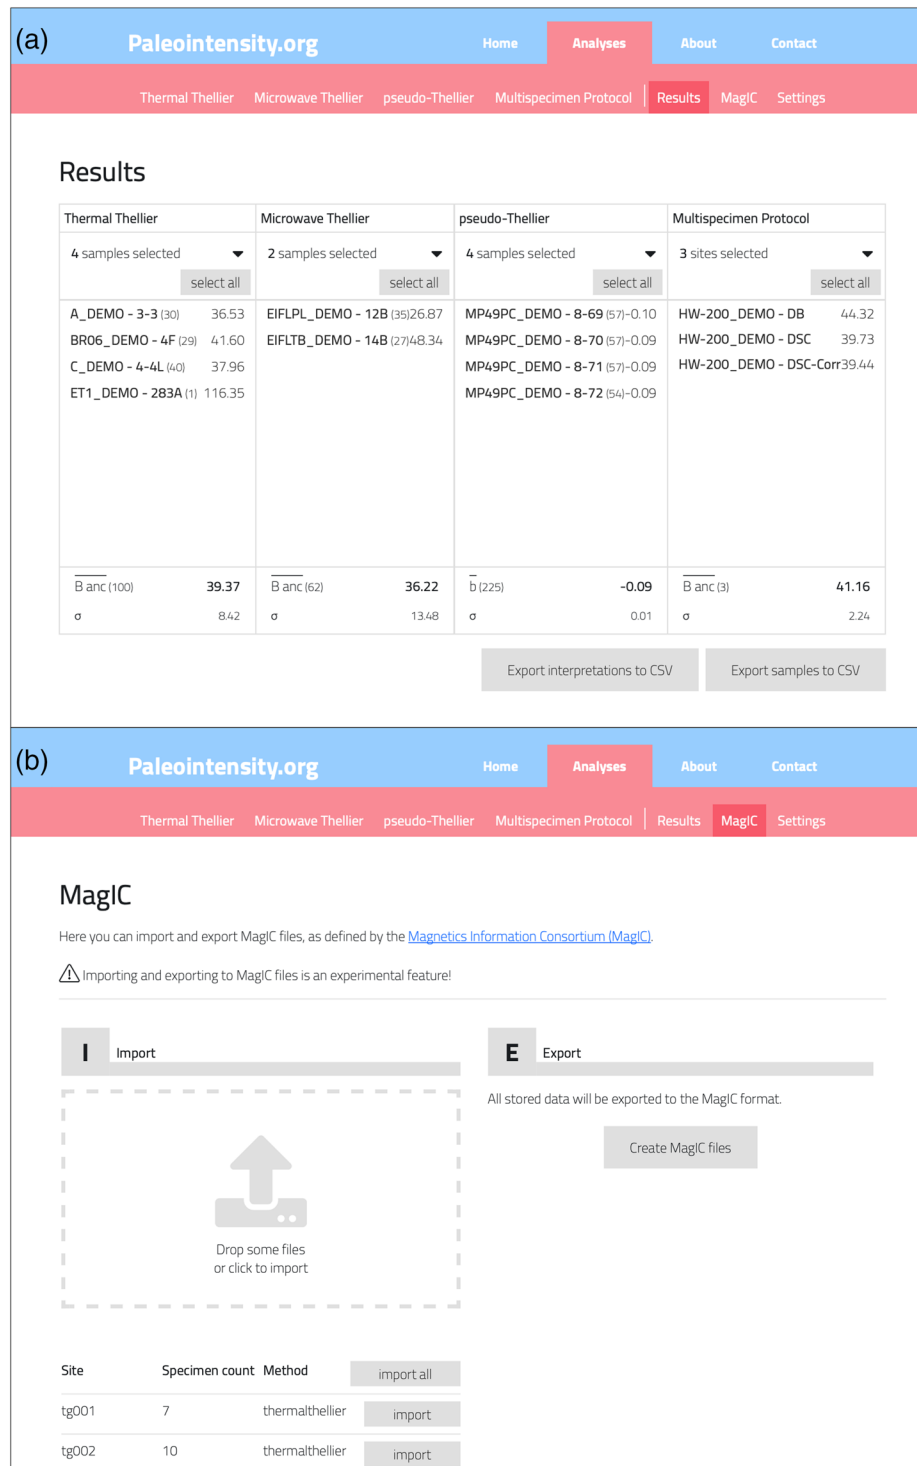 (a)
Paleointensity.org Home Analyses About Contact
Thermal Thellier Microwave Thellier pseudo-Thellier Multispecimen Protocol Results MagIC Settings
Results
Thermal Thellier Microwave Thellier pseudo-Thellier Multispecimen Protocol
4 samples selected 2 samples selected 4 samples selected 3 sites selected
select all select all select all select all
A_DEMO - 3-3 (30) 36.53 EIFLPL_DEMO - 12B (35)26.87 MP49PC_DEMO - 8-69 (57)-0.10 HW-200_DEMO - DB 44.32
BR06_DEMO - 4F (29) 41.60 EIFLTB_DEMO - 14B (27)48.34 MP49PC_DEMO - 8-70 (57)-0.09 HW-200_DEMO - DSC 39.73
C_DEMO - 4-4L (40) 37.96 MP49PC_DEMO - 8-71 (57)-0.09 HW-200_DEMO - DSC-Corr39.44
ET1_DEMO - 283A (1) 116.35 MP49PC_DEMO - 8-72 (54)-0.09
B anc (100) 39.37 B anc (62) 36.22 b (225) -0.09 B anc (3) 41.16
σ 8.42 σ 13.48 σ 0.01 σ 2.24
Export interpretations to CSV Export samples to CSV
(b)
Paleointensity.org Home Analyses About Contact
Thermal Thellier Microwave Thellier pseudo-Thellier Multispecimen Protocol Results MagIC Settings
MagIC
Here you can import and export MagIC files, as defined by the Magnetics Information Consortium (MagIC).
Importing and exporting to MagIC files is an experimental feature!
I Import
E Export
All stored data will be exported to the MagIC format.
Create MagIC files
Drop some files
or click to import
Site Specimen count Method import all
tg001 7 thermalthellier import
tg002 10 thermalthellier import